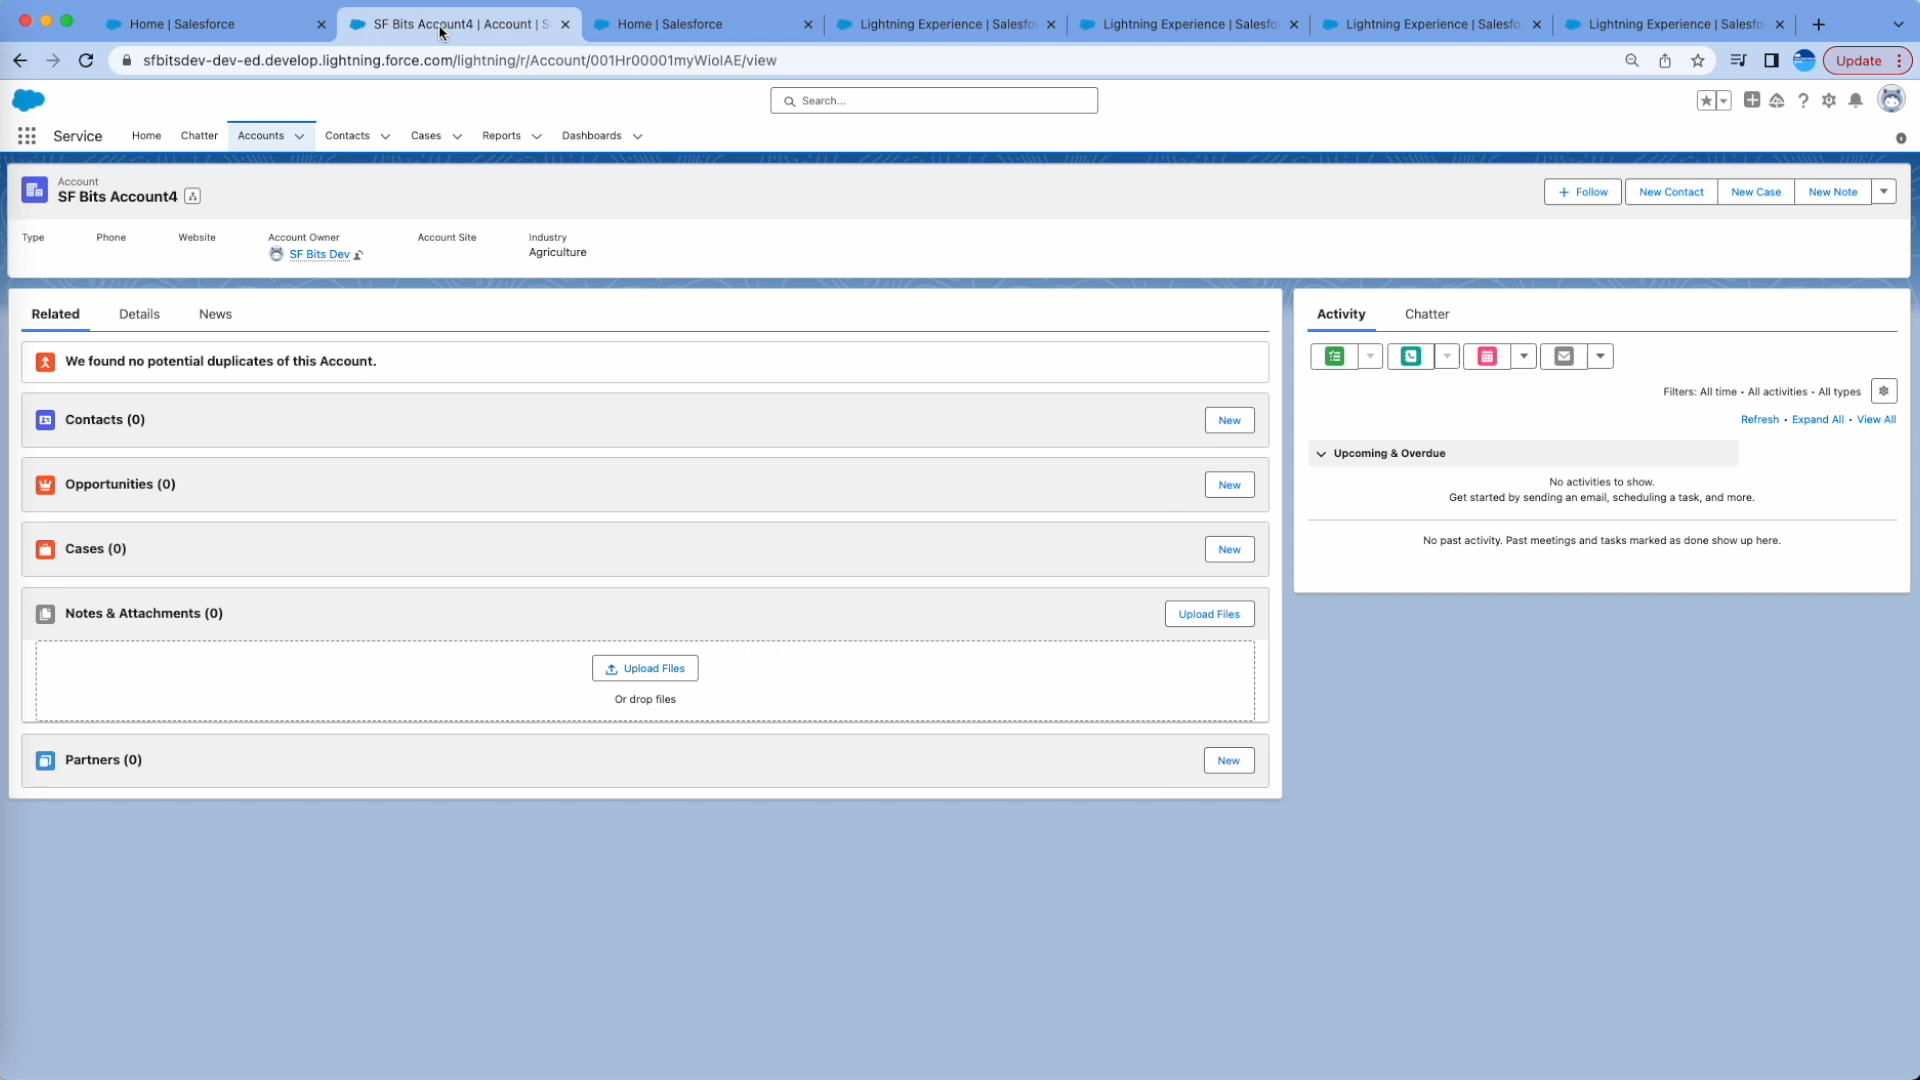 Home | Salesforce
SF Bits Account4 | Account | S
Home | Salesforce
Lightning Experience | Salesfo
Lightning Experience | Salesfo
Lightning Experience | Salesfo
Lightning Experience | Salesfo
sfbitsdev-dev-ed.develop.lightning.force.com/lightning/r/Account/001Hr00001myWioIAE/view
Update
Search...
Service
Home
Chatter
Accounts
Contacts
Cases
Reports
Dashboards
Account
SF Bits Account4
Follow
New Contact
New Case
New Note
Type
Phone
Website
Account Owner
Account Site
Industry
SF Bits Dev
Agriculture
Related
Details
News
Activity
Chatter
We found no potential duplicates of this Account.
Filters: All time • All activities • All types
Refresh • Expand All • View All
Contacts (0)
New
Upcoming & Overdue
Opportunities (0)
New
No activities to show.
Get started by sending an email, scheduling a task, and more.
Cases (0)
New
No past activity. Past meetings and tasks marked as done show up here.
Notes & Attachments (0)
Upload Files
Upload Files
Or drop files
Partners (0)
New